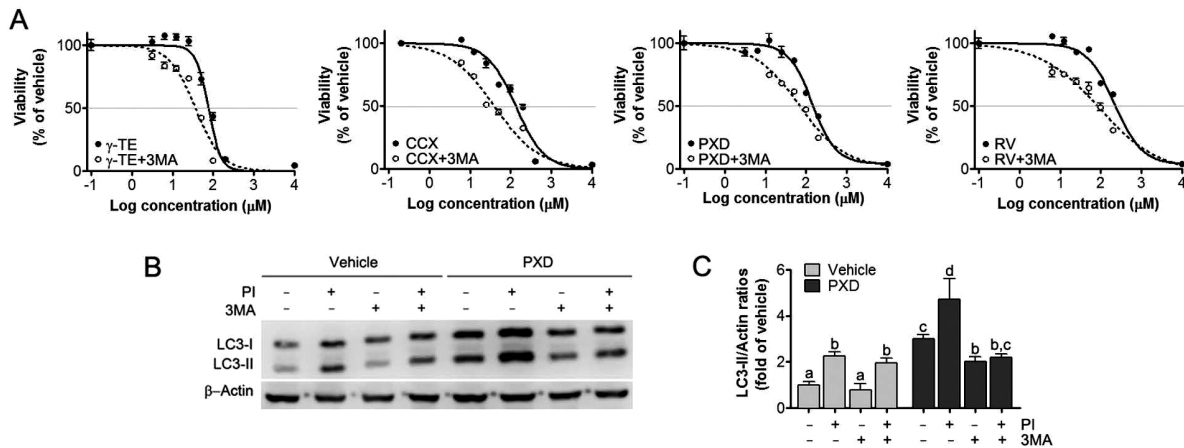 A
Viability
(% of vehicle)
100
50
0
γ-TE
γ-TE+3MA
-1 0 1 2 3 4
Log concentration (μM)
Viability
(% of vehicle)
100
50
0
CCX
CCX+3MA
-1 0 1 2 3 4
Log concentration (μM)
Viability
(% of vehicle)
100
50
0
PXD
PXD+3MA
-1 0 1 2 3 4
Log concentration (μM)
Viability
(% of vehicle)
100
50
0
RV
RV+3MA
-1 0 1 2 3 4
Log concentration (μM)
B
Vehicle PXD
PI – + – + – + – +
3MA – – + + – – + +
LC3-I
LC3-II
β–Actin
C
LC3-II/Actin ratios
(fold of vehicle)
6
4
2
0
Vehicle
PXD
a b a b c d b b,c
– + – + – + – + PI
– – + + – – + + 3MA